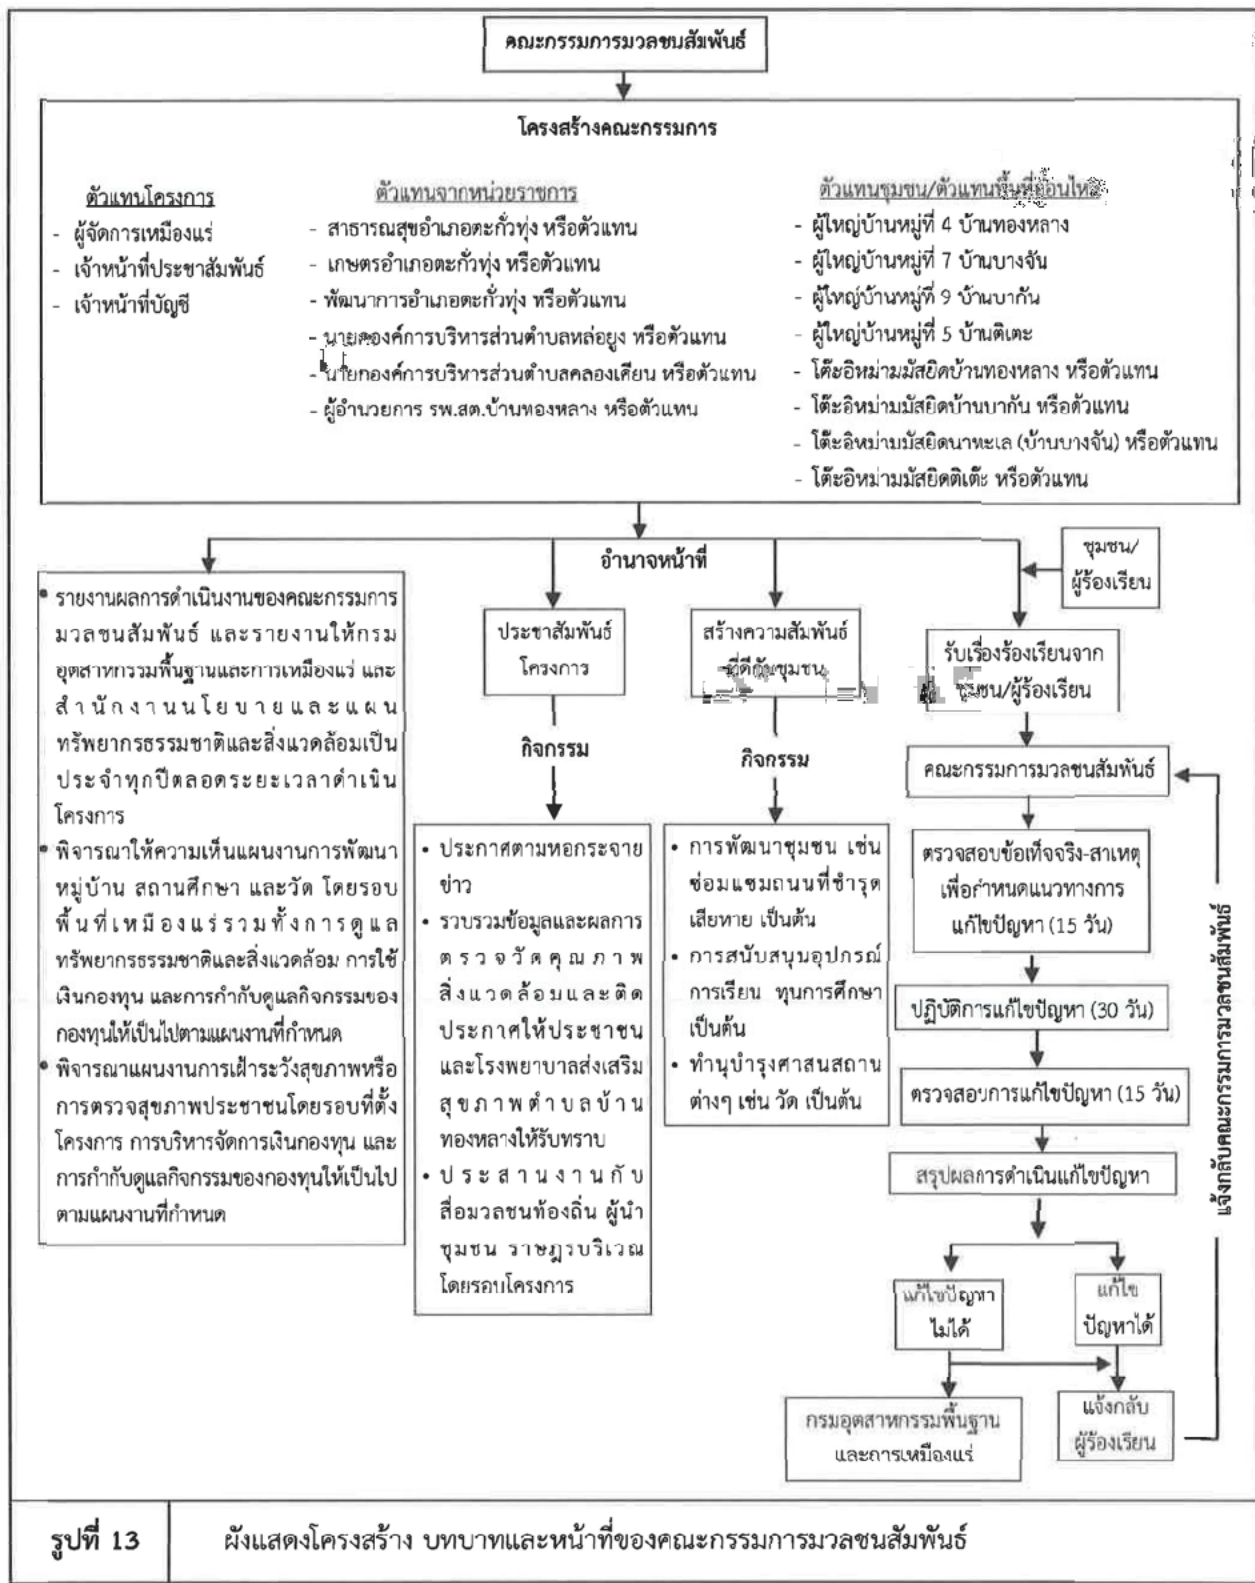 คณะกรรมการมวลชนสัมพันธ์
โครงสร้างคณะกรรมการ
ตัวแทนโครงการ
- ผู้จัดการเหมืองแร่
- เจ้าหน้าที่ประชาสัมพันธ์
- เจ้าหน้าที่บัญชี
ตัวแทนจากหน่วยราชการ
- สาธารณสุขอำเภอตะกั่วทุ่ง หรือตัวแทน
- เกษตรอำเภอตะกั่วทุ่ง หรือตัวแทน
- พัฒนาการอำเภอตะกั่วทุ่ง หรือตัวแทน
- นายกองค์การบริหารส่วนตำบลหล่อยูง หรือตัวแทน
- นายกองค์การบริหารส่วนตำบลคลองเคียน หรือตัวแทน
- ผู้อำนวยการ รพ.สต.บ้านทองหลาง หรือตัวแทน
ตัวแทนชุมชน/ตัวแทนพื้นที่อ่อนไหว
- ผู้ใหญ่บ้านหมู่ที่ 4 บ้านทองหลาง
- ผู้ใหญ่บ้านหมู่ที่ 7 บ้านบางจัน
- ผู้ใหญ่บ้านหมู่ที่ 9 บ้านบากัน
- ผู้ใหญ่บ้านหมู่ที่ 5 บ้านติเตะ
- โต๊ะอิหม่ามมัสยิดบ้านทองหลาง หรือตัวแทน
- โต๊ะอิหม่ามมัสยิดบ้านบากัน หรือตัวแทน
- โต๊ะอิหม่ามมัสยิดนาทะเล (บ้านบางจัน) หรือตัวแทน
- โต๊ะอิหม่ามมัสยิดติเต๊ะ หรือตัวแทน
อำนาจหน้าที่
• รายงานผลการดำเนินงานของคณะกรรมการ
มวลชนสัมพันธ์ และรายงานให้กรม
อุตสาหกรรมพื้นฐานและการเหมืองแร่ และ
สำนักงานนโยบายและแผน
ทรัพยากรธรรมชาติและสิ่งแวดล้อมเป็น
ประจำทุกปีตลอดระยะเวลาดำเนิน
โครงการ
• พิจารณาให้ความเห็นแผนงานการพัฒนา
หมู่บ้าน สถานศึกษา และวัด โดยรอบ
พื้นที่เหมืองแร่รวมทั้งการดูแล
ทรัพยากรธรรมชาติและสิ่งแวดล้อม การใช้
เงินกองทุน และการกำกับดูแลกิจกรรมของ
กองทุนให้เป็นไปตามแผนงานที่กำหนด
• พิจารณาแผนงานการเฝ้าระวังสุขภาพหรือ
การตรวจสุขภาพประชาชนโดยรอบที่ตั้ง
โครงการ การบริหารจัดการเงินกองทุน และ
การกำกับดูแลกิจกรรมของกองทุนให้เป็นไป
ตามแผนงานที่กำหนด
ประชาสัมพันธ์
โครงการ
กิจกรรม
• ประกาศตามหอกระจาย
ข่าว
• รวบรวมข้อมูลและผลการ
ตรวจวัดคุณภาพ
สิ่งแวดล้อมและติด
ประกาศให้ประชาชน
และโรงพยาบาลส่งเสริม
สุขภาพตำบลบ้าน
ทองหลางให้รับทราบ
• ประสานงานกับ
สื่อมวลชนท้องถิ่น ผู้นำ
ชุมชน ราษฎรบริเวณ
โดยรอบโครงการ
สร้างความสัมพันธ์
ที่ดีกับชุมชน
กิจกรรม
• การพัฒนาชุมชน เช่น
ซ่อมแซมถนนที่ชำรุด
เสียหาย เป็นต้น
• การสนับสนุนอุปกรณ์
การเรียน ทุนการศึกษา
เป็นต้น
• ทำนุบำรุงศาสนสถาน
ต่างๆ เช่น วัด เป็นต้น
ชุมชน/
ผู้ร้องเรียน
รับเรื่องร้องเรียนจาก
ชุมชน/ผู้ร้องเรียน
คณะกรรมการมวลชนสัมพันธ์
ตรวจสอบข้อเท็จจริง-สาเหตุ
เพื่อกำหนดแนวทางการ
แก้ไขปัญหา (15 วัน)
ปฏิบัติการแก้ไขปัญหา (30 วัน)
ตรวจสอบการแก้ไขปัญหา (15 วัน)
สรุปผลการดำเนินแก้ไขปัญหา
แก้ไขปัญหา
ไม่ได้
แก้ไข
ปัญหาได้
กรมอุตสาหกรรมพื้นฐาน
และการเหมืองแร่
แจ้งกลับ
ผู้ร้องเรียน
แจ้งกลับคณะกรรมการมวลชนสัมพันธ์
รูปที่ 13
ผังแสดงโครงสร้าง บทบาทและหน้าที่ของคณะกรรมการมวลชนสัมพันธ์